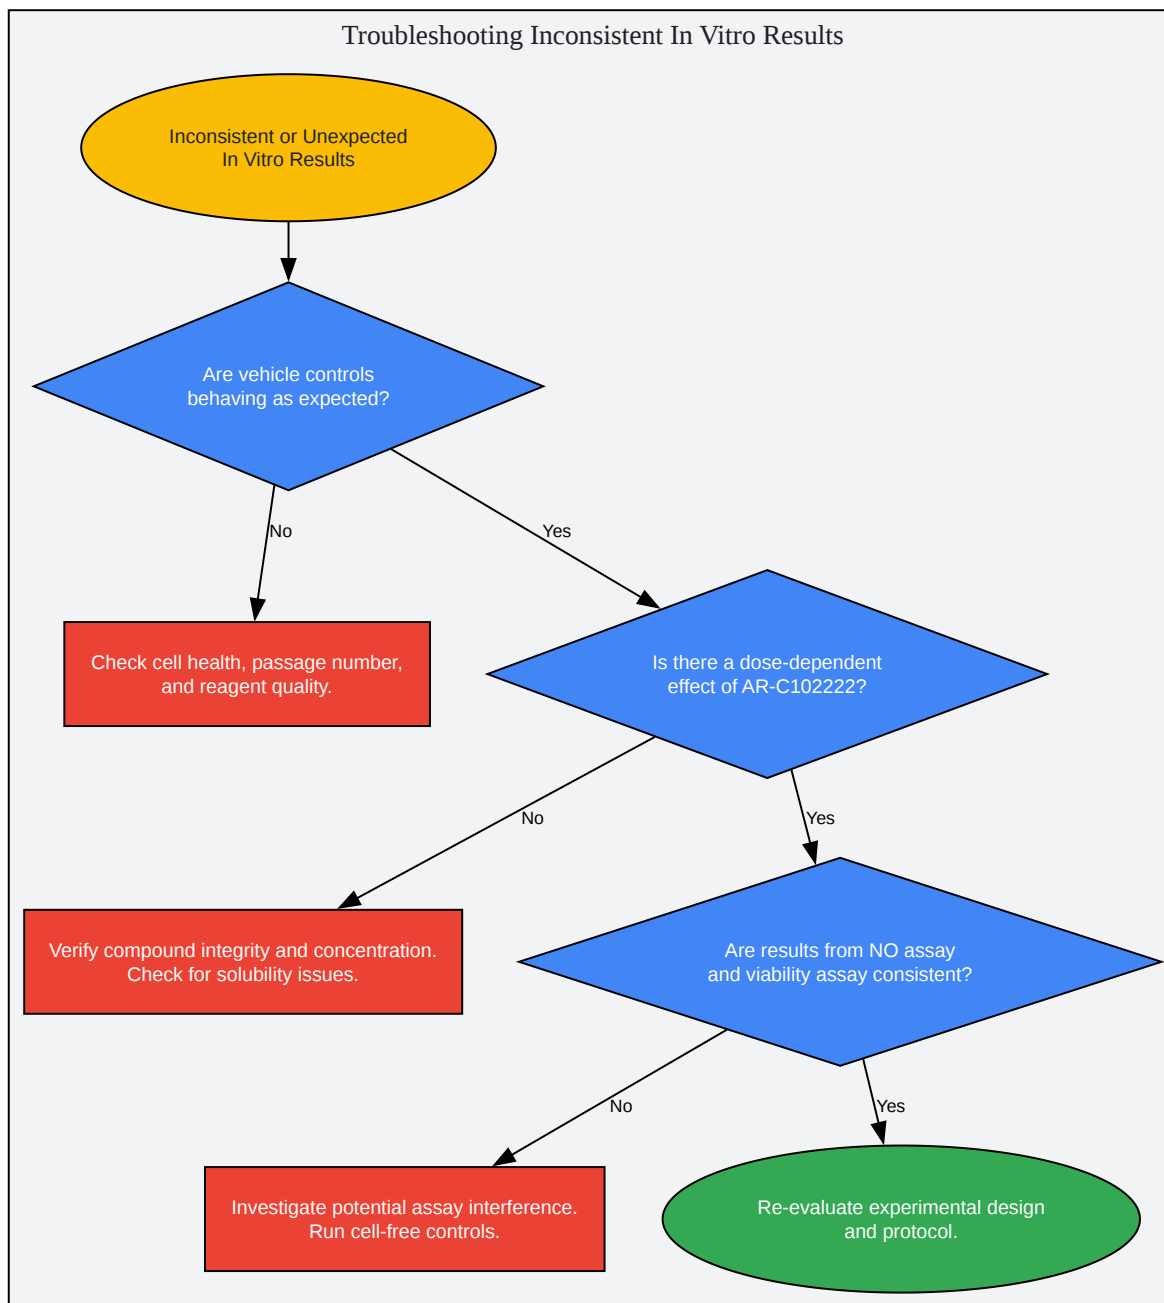 Troubleshooting Inconsistent In Vitro Results
Inconsistent or Unexpected
In Vitro Results
Are vehicle controls
behaving as expected?
No
Yes
Check cell health, passage number,
and reagent quality.
Is there a dose-dependent
effect of AR-C102222?
No
Yes
Verify compound integrity and concentration.
Check for solubility issues.
Are results from NO assay
and viability assay consistent?
No
Yes
Investigate potential assay interference.
Run cell-free controls.
Re-evaluate experimental design
and protocol.